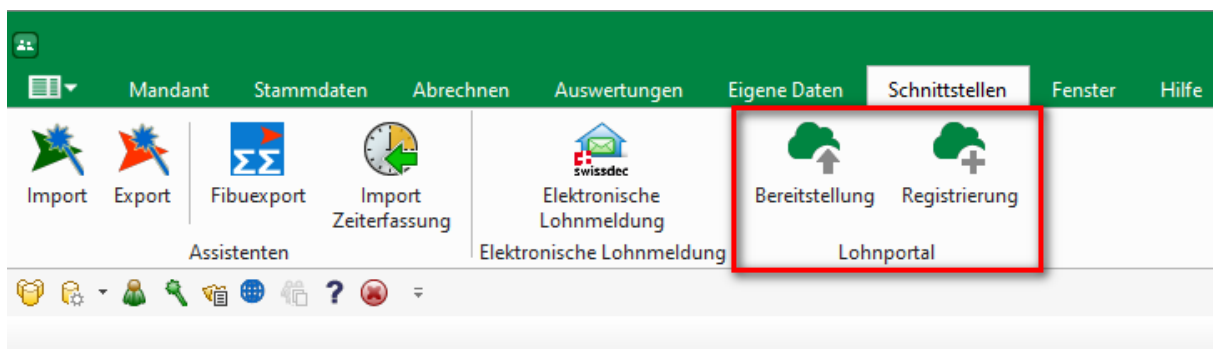 Mandant Stammdaten Abrechnen Auswertungen Eigene Daten Schnittstellen Fenster Hilfe
ΣΣ
swissdec
Import Export Fibuexport Import Elektronische Bereitstellung Registrierung
Zeiterfassung Lohnmeldung
Assistenten Elektronische Lohnmeldung Lohnportal
?